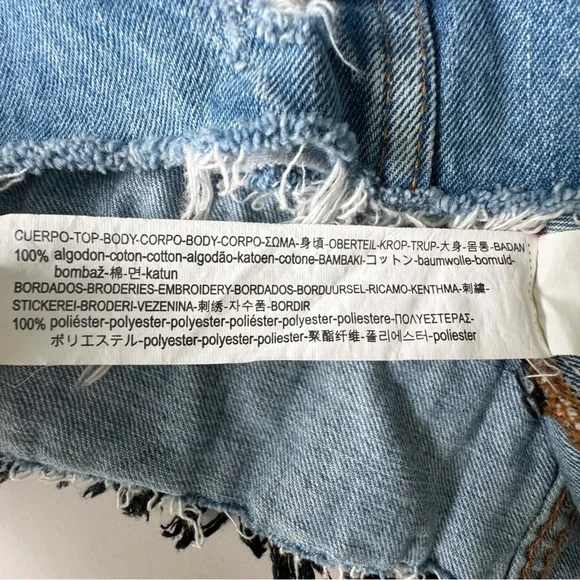 CUERPO-TOP-BODY-CORPO-BODY-CORPO-ΣΩΜΑ-身頃-OBERTEIL-KROP-TRUP-大身-몸통-BADAN
100% algodon-coton-cotton-algodão-katoen-cotone-ΒΑΜΒΑΚΙ-コットン-baumwolle-bomuld-
bombaž-棉-면-katun
BORDADOS-BRODERIES-EMBROIDERY-BORDADOS-BORDUURSEL-RICAMO-ΚΕΝΤΗΜΑ-刺繍-
STICKEREI-BRODERI-VEZENINA-刺绣-자수품-BORDIR
100% poliéster-polyester-polyester-poliéster-polyester-poliestere-ΠΟΛΥΕΣΤΕΡΑΣ-
ポリエステル-polyester-polyester-poliester-聚酯纤维-폴리에스터-poliester